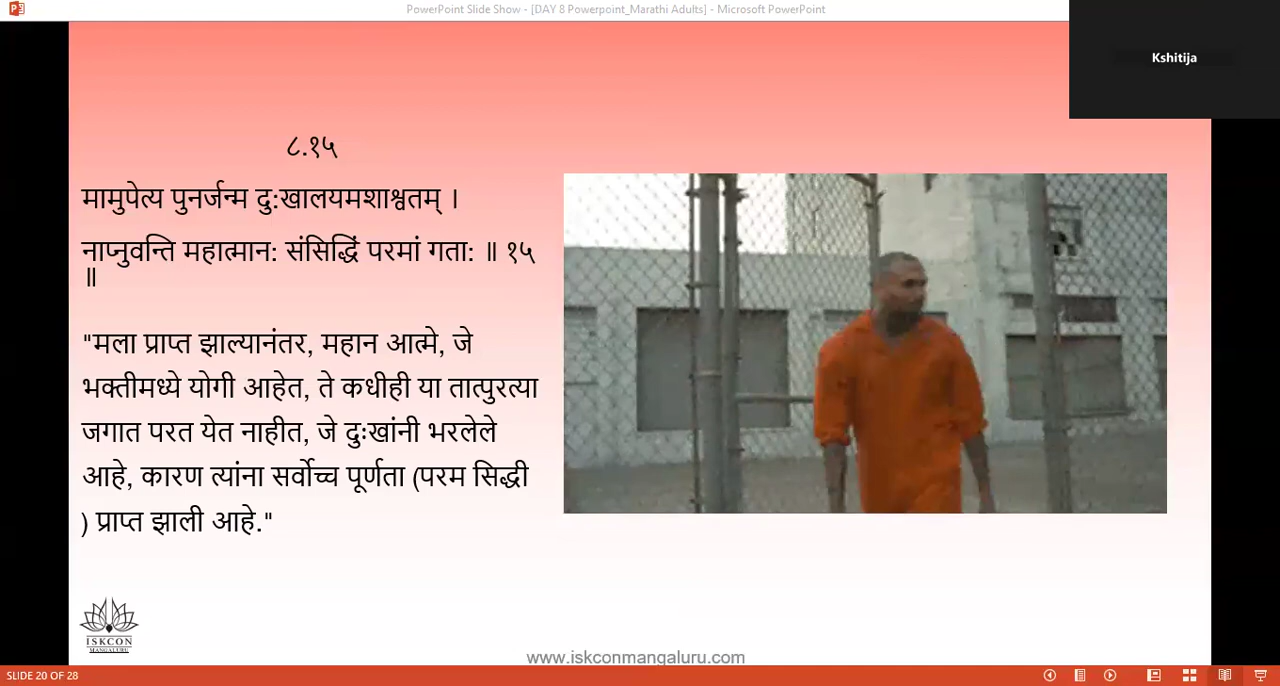 PowerPoint Slide Show - [DAY 8 Powerpoint_Marathi Adults] - Microsoft PowerPoint
Kshitija
८.१५
मामुपेत्य पुनर्जन्म दु:खालयमशाश्वतम् ।
नाप्नुवन्ति महात्मान: संसिद्धिं परमां गता: ॥ १५
॥
"मला प्राप्त झाल्यानंतर, महान आत्मे, जे
भक्तीमध्ये योगी आहेत, ते कधीही या तात्पुरत्या
जगात परत येत नाहीत, जे दुःखांनी भरलेले
आहे, कारण त्यांना सर्वोच्च पूर्णता (परम सिद्धी
) प्राप्त झाली आहे."
ISKCON
MANGALURU
www.iskconmangaluru.com
SLIDE 20 OF 28